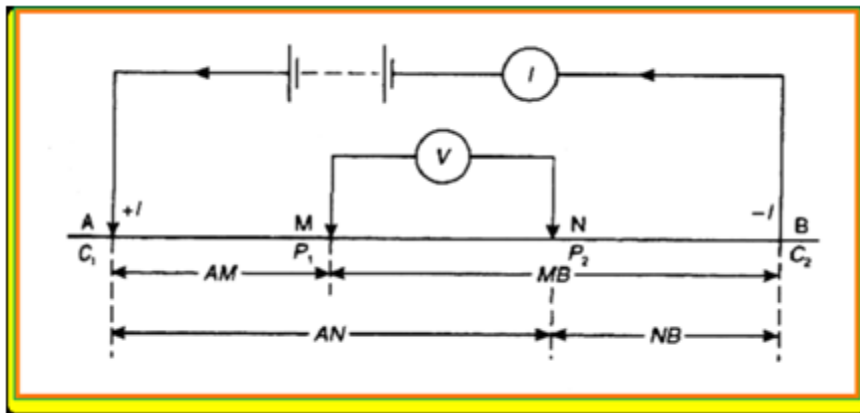 I
V
A +I M N −I B
C₁ P₁ P₂ C₂
AM MB
AN NB